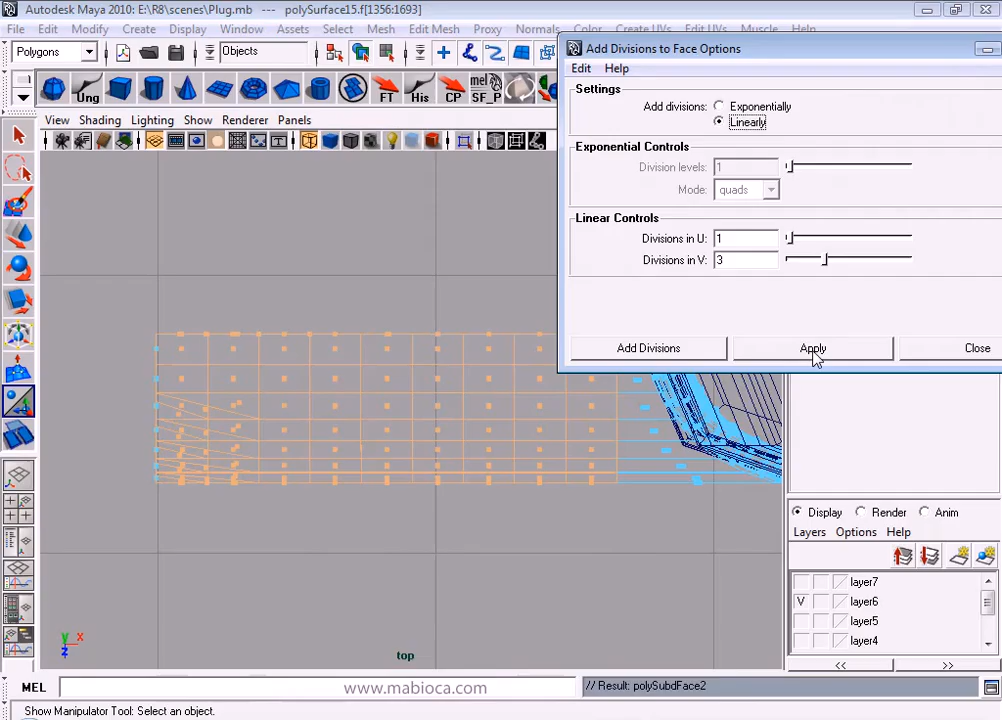 Autodesk Maya 2010: E:\R8\scenes\Plug.mb --- polySurface15.f[1356:1693]
File Edit Modify Create Display Window Assets Select Mesh Edit Mesh Proxy Normals Color Create UVs Edit UVs Muscle Help
Polygons
Objects
Ung
FT
His
CP
mel
SF_P
View Shading Lighting Show Renderer Panels
Add Divisions to Face Options
Edit Help
Settings
Add divisions: Exponentially
Linearly
Exponential Controls
Division levels: 1
Mode: quads
Linear Controls
Divisions in U: 1
Divisions in V: 3
Add Divisions
Apply
Close
y
x
z
top
Display Render Anim
Layers Options Help
layer7
V layer6
layer5
layer4
<< >>
MEL
www.mabioca.com
// Result: polySubdFace2
Show Manipulator Tool: Select an object.